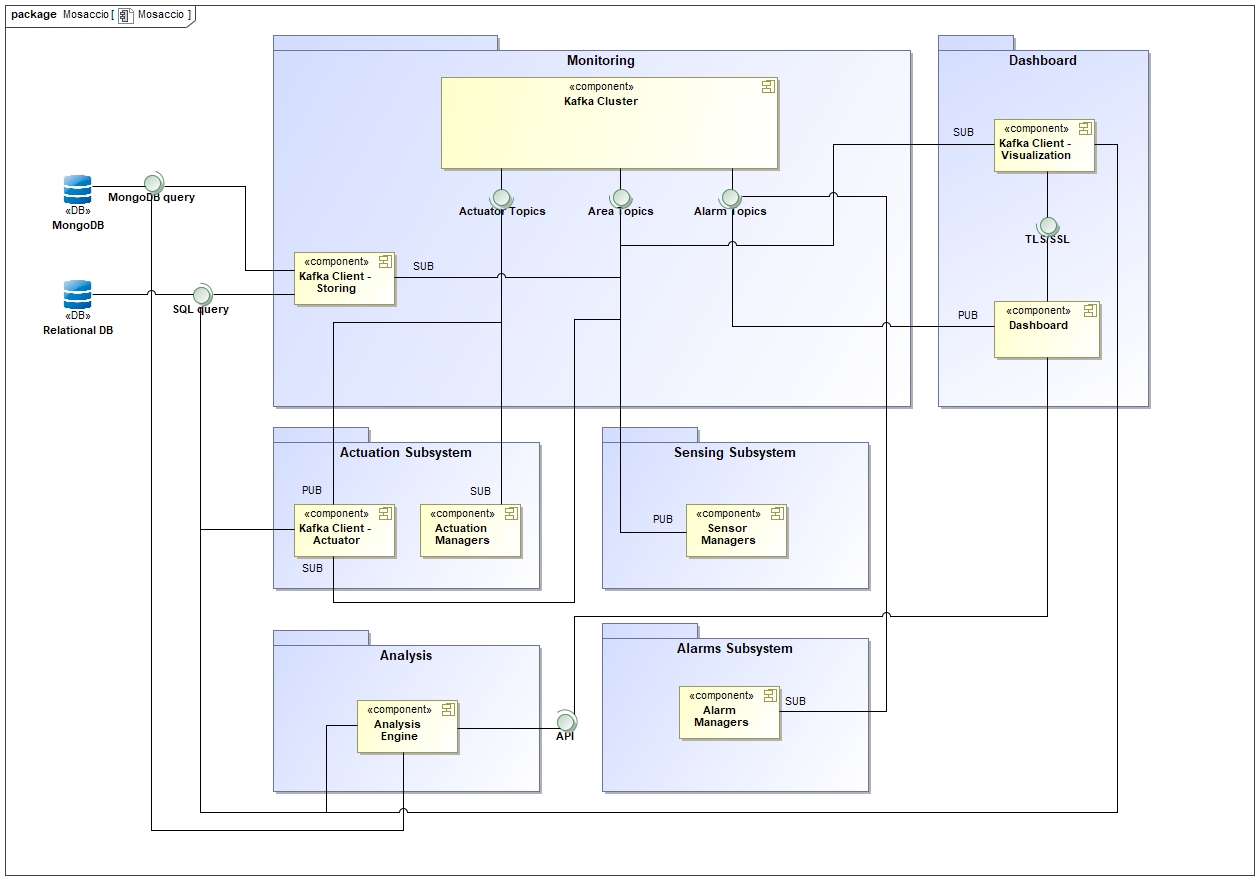 package Mosaccio [ Mosaccio ]
Monitoring
«component»
Kafka Cluster
Actuator Topics
Area Topics
Alarm Topics
«component»
Kafka Client -
Storing
SUB
Dashboard
SUB
«component»
Kafka Client -
Visualization
TLS/SSL
PUB
«component»
Dashboard
MongoDB query
«DB»
MongoDB
SQL query
«DB»
Relational DB
Actuation Subsystem
PUB
«component»
Kafka Client -
Actuator
SUB
SUB
«component»
Actuation
Managers
Sensing Subsystem
PUB
«component»
Sensor
Managers
Analysis
«component»
Analysis
Engine
API
Alarms Subsystem
«component»
Alarm
Managers
SUB